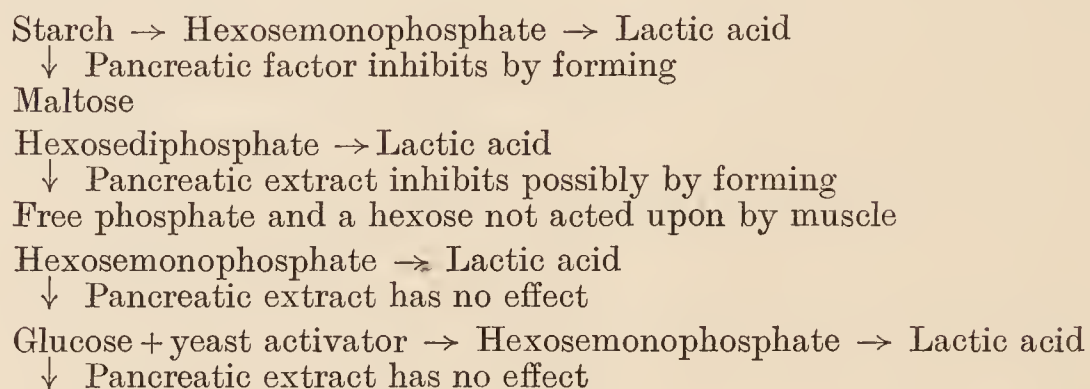 Starch → Hexosemonophosphate → Lactic acid
↓ Pancreatic factor inhibits by forming
Maltose
Hexosediphosphate → Lactic acid
↓ Pancreatic extract inhibits possibly by forming
Free phosphate and a hexose not acted upon by muscle
Hexosemonophosphate → Lactic acid
↓ Pancreatic extract has no effect
Glucose + yeast activator → Hexosemonophosphate → Lactic acid
↓ Pancreatic extract has no effect